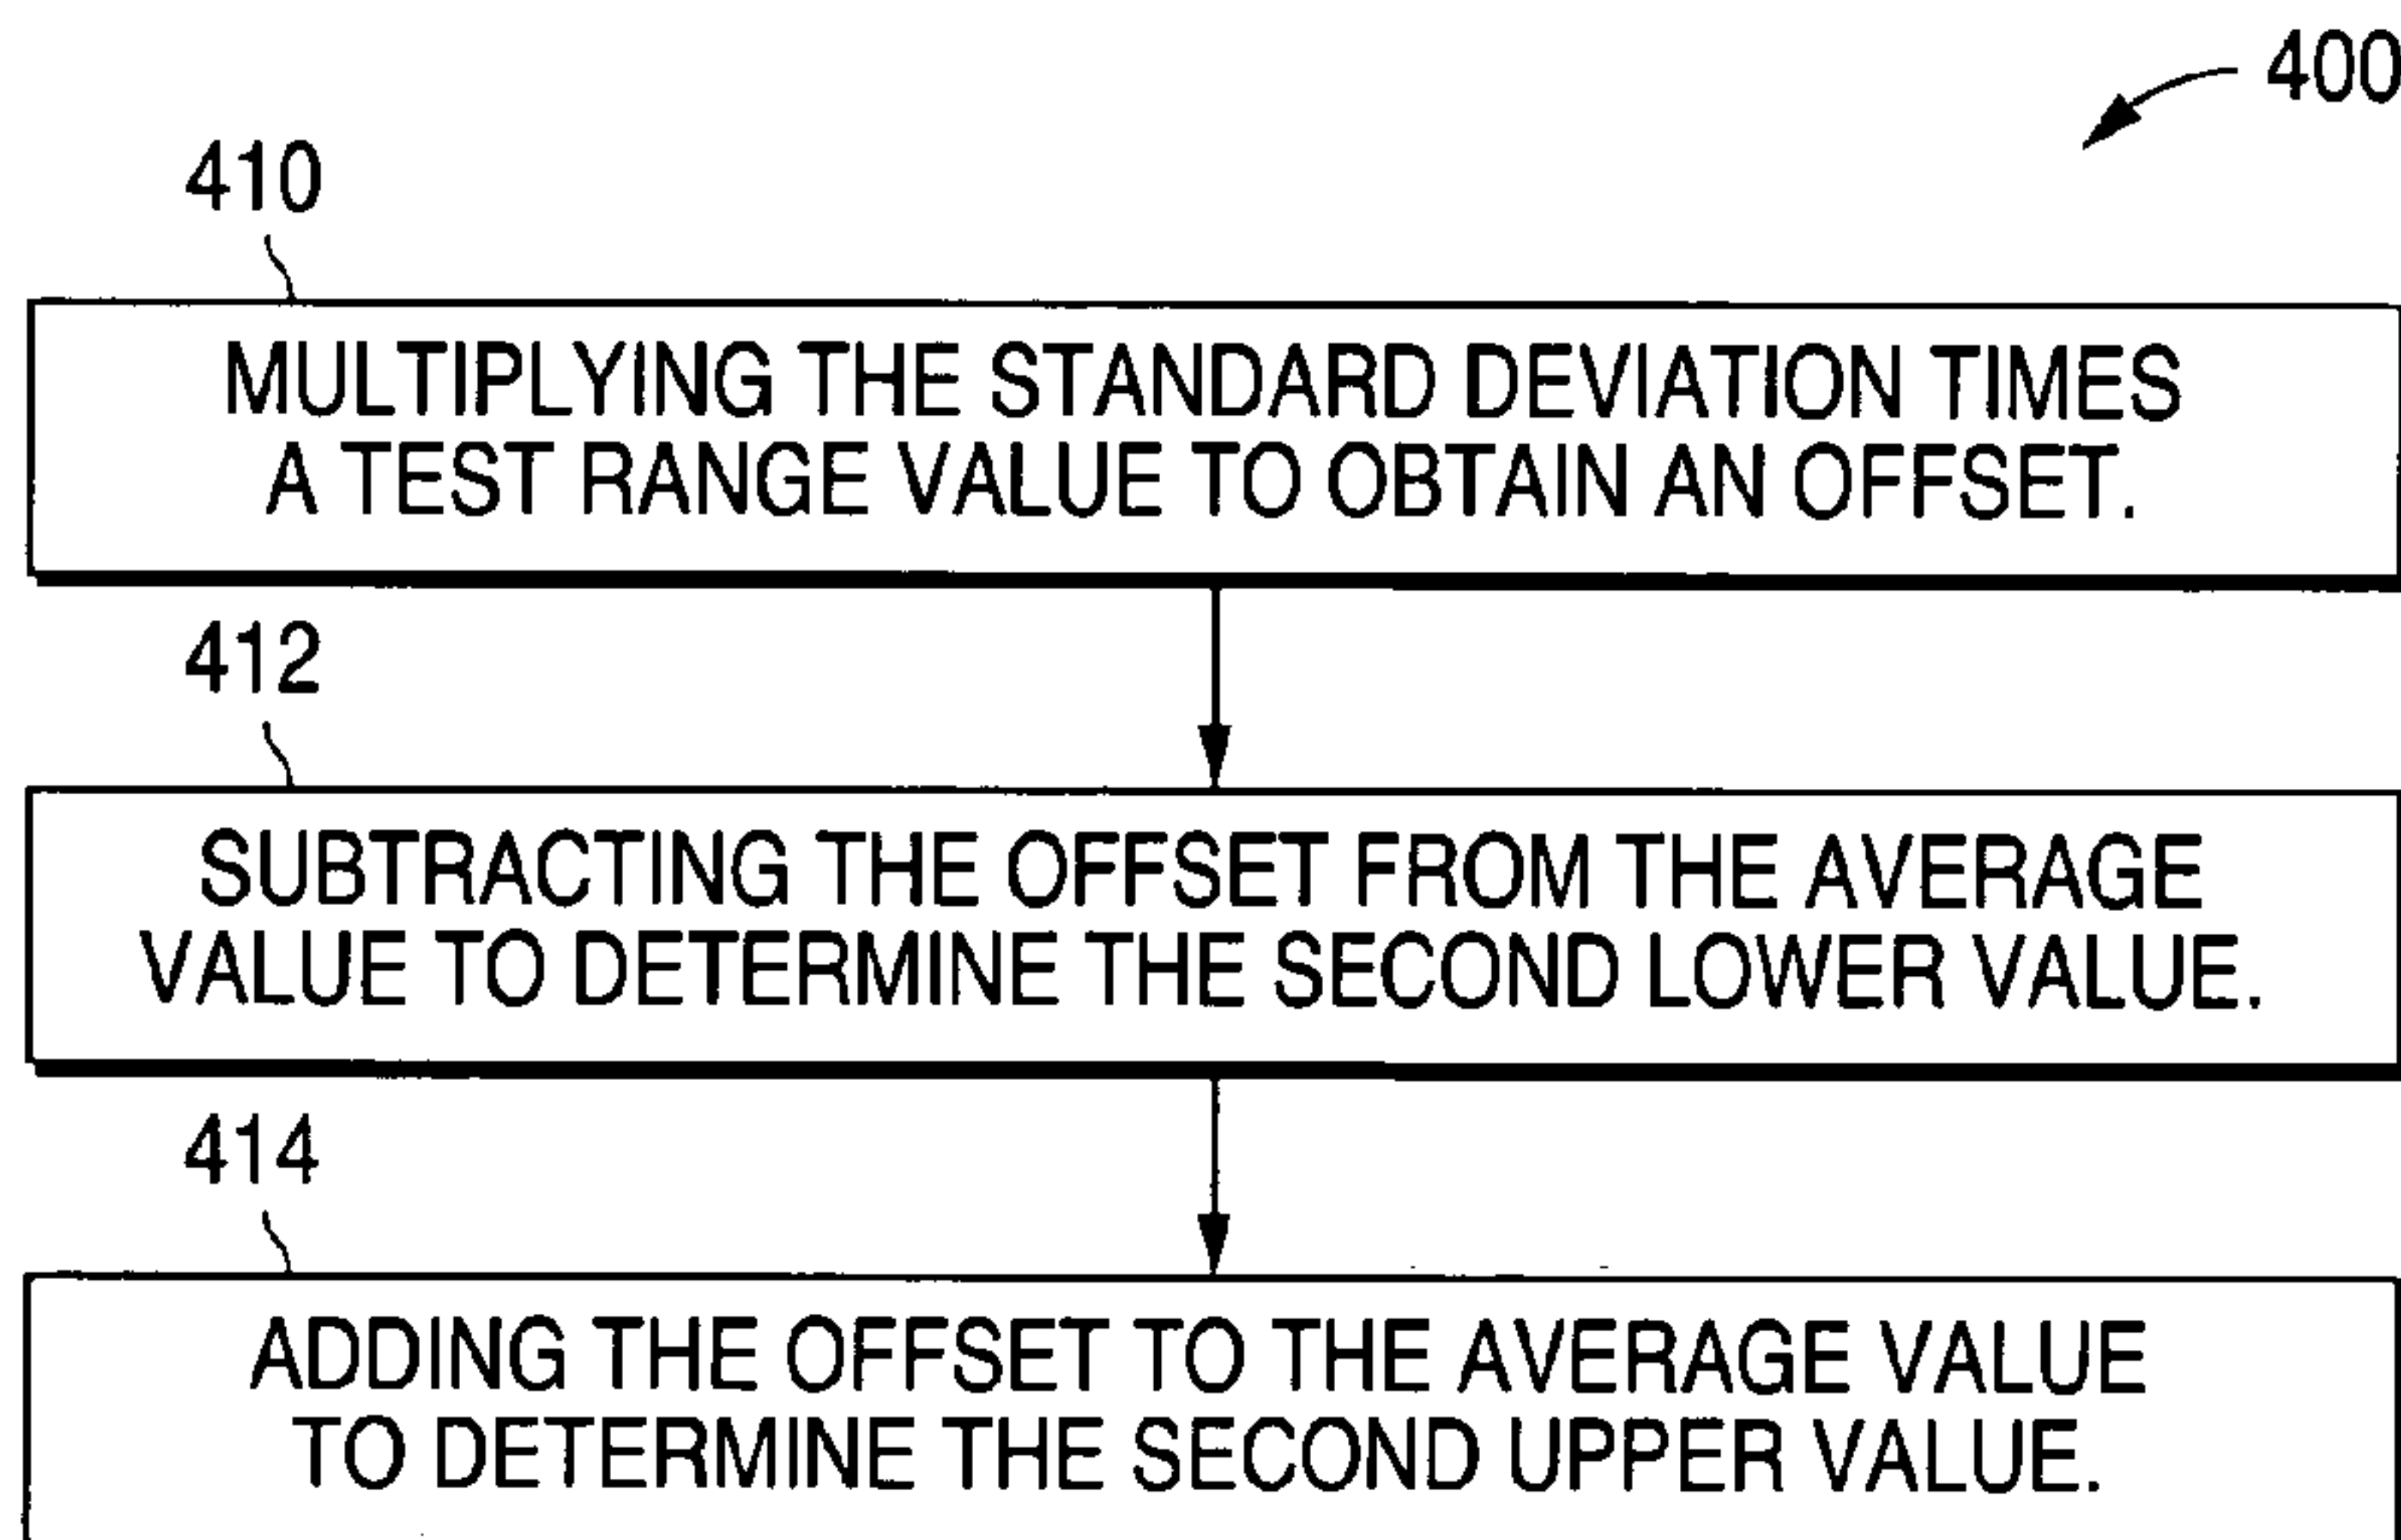 400
410
MULTIPLYING THE STANDARD DEVIATION TIMES
A TEST RANGE VALUE TO OBTAIN AN OFFSET.
412
SUBTRACTING THE OFFSET FROM THE AVERAGE
VALUE TO DETERMINE THE SECOND LOWER VALUE.
414
ADDING THE OFFSET TO THE AVERAGE VALUE
TO DETERMINE THE SECOND UPPER VALUE.